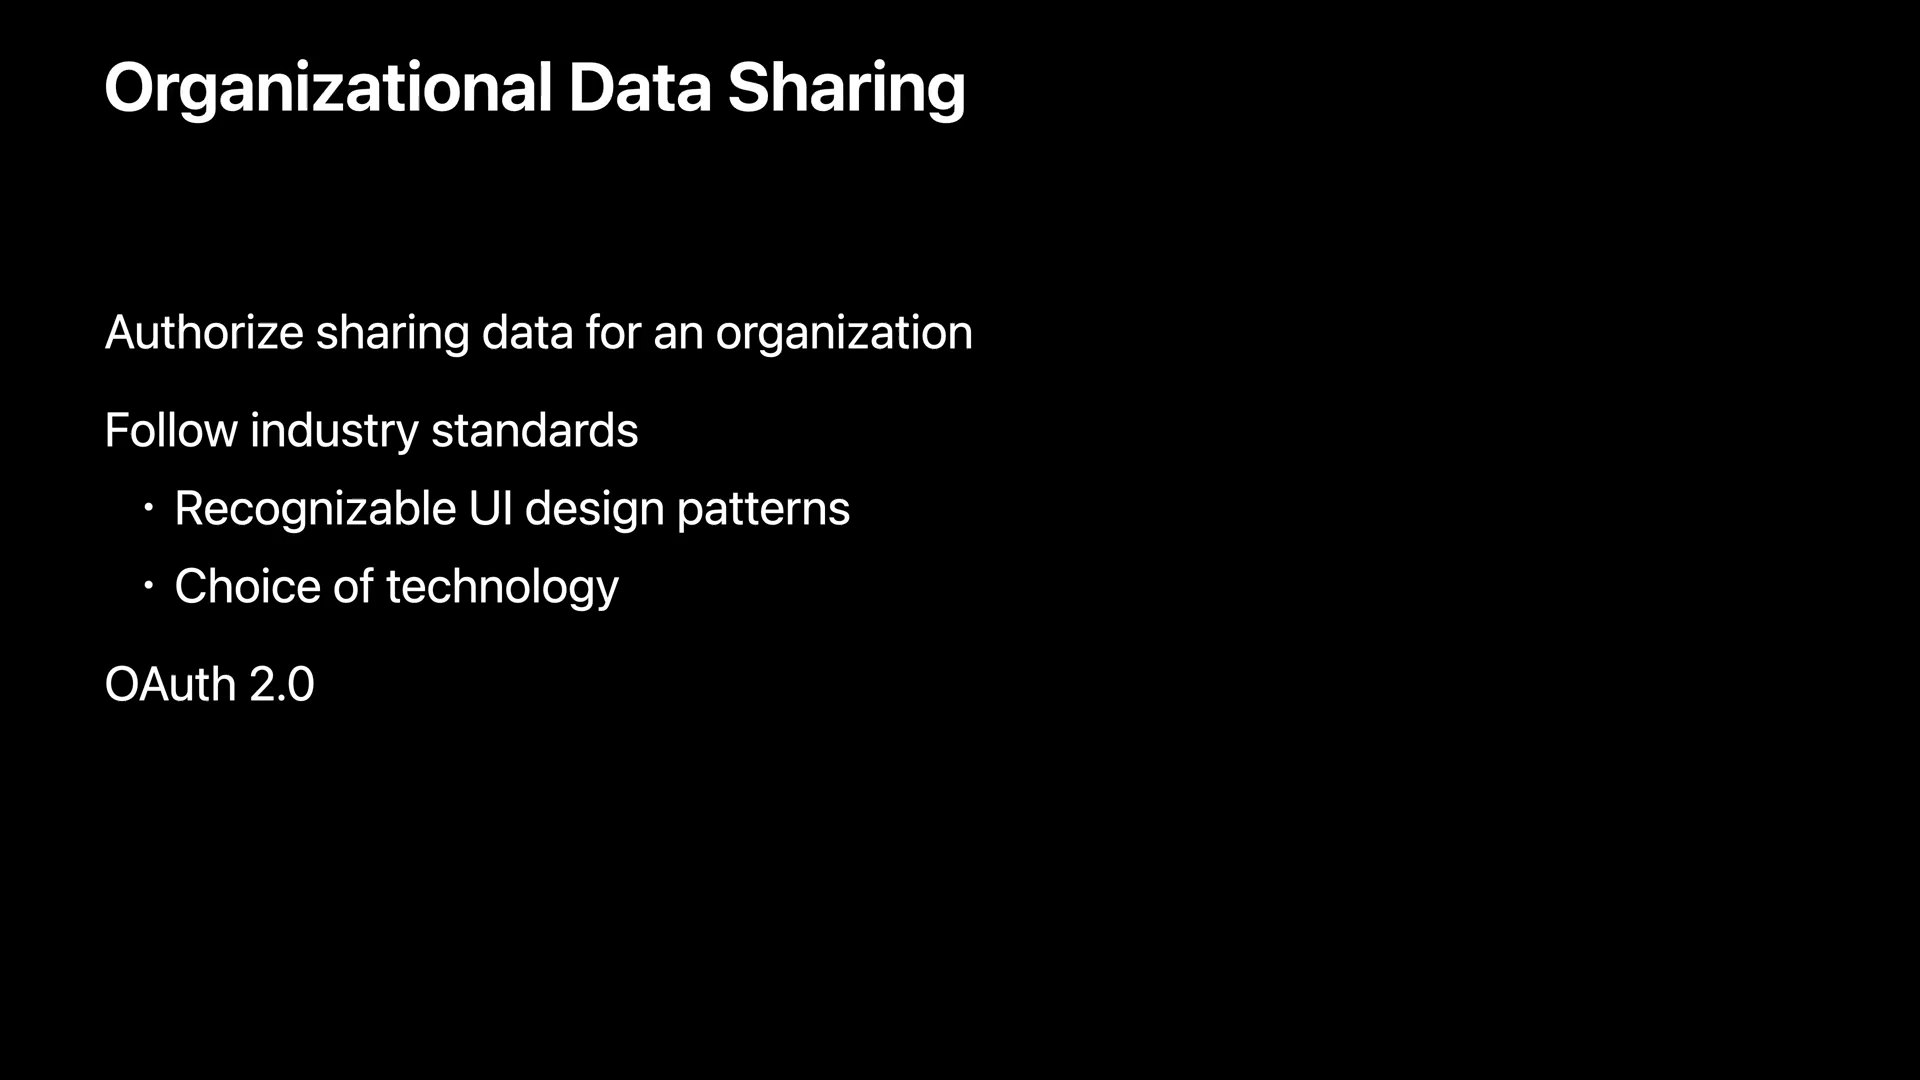 Organizational Data Sharing
Authorize sharing data for an organization
Follow industry standards
• Recognizable UI design patterns
• Choice of technology
OAuth 2.0